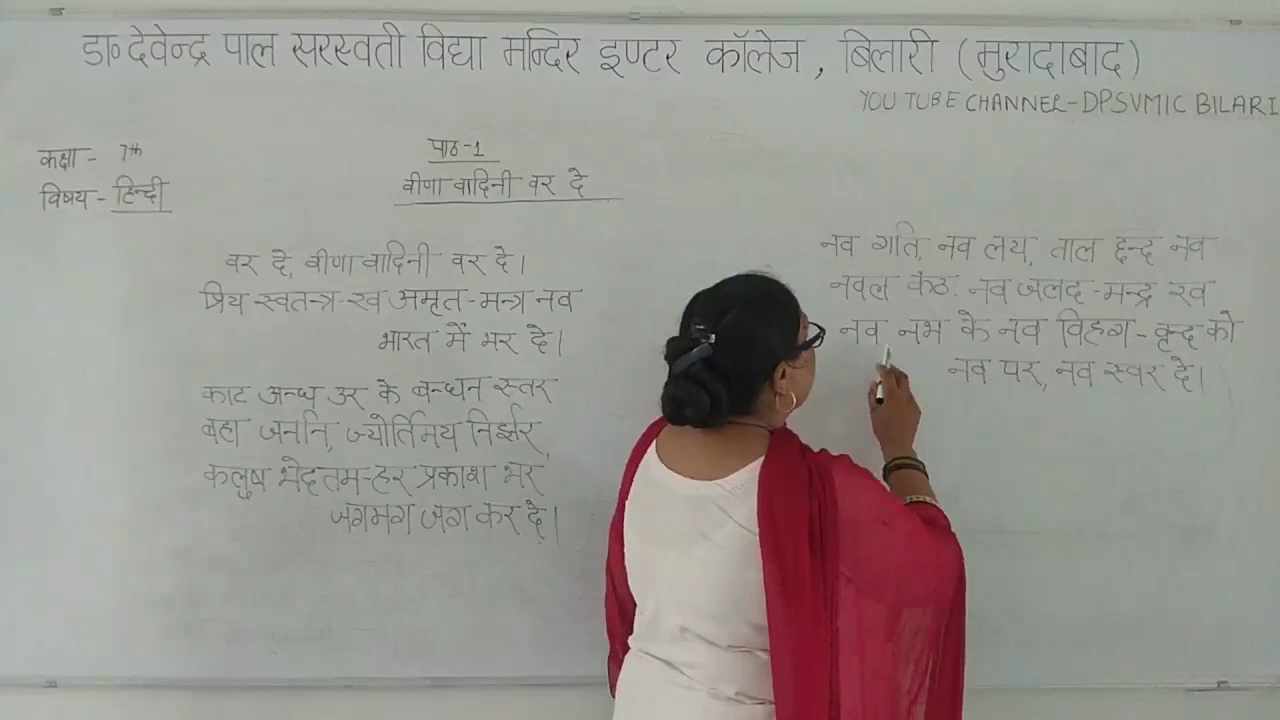 डा० देवेन्द्र पाल सरस्वती विद्या मन्दिर इण्टर कॉलेज, बिलारी (मुरादाबाद)
YOU TUBE CHANNEL-DPSVMIC BILARI
कक्षा - 7th
विषय - हिन्दी
पाठ-1
वीणा वादिनी वर दे
वर दे, वीणा वादिनी वर दे।
प्रिय स्वतन्त्र-रव अमृत-मन्त्र नव
भारत में भर दे।
काट अन्ध उर के बन्धन स्तर
बहा जननि, ज्योर्तिमय निर्झर,
कलुष भेद तम-हर प्रकाश भर
जगमग जग कर दे।
नव गति, नव लय, ताल छन्द नव
नवल कंठ, नव जलद-मन्द्र रव
नव नभ के नव विहग-वृन्द को
नव पर, नव स्वर दे।